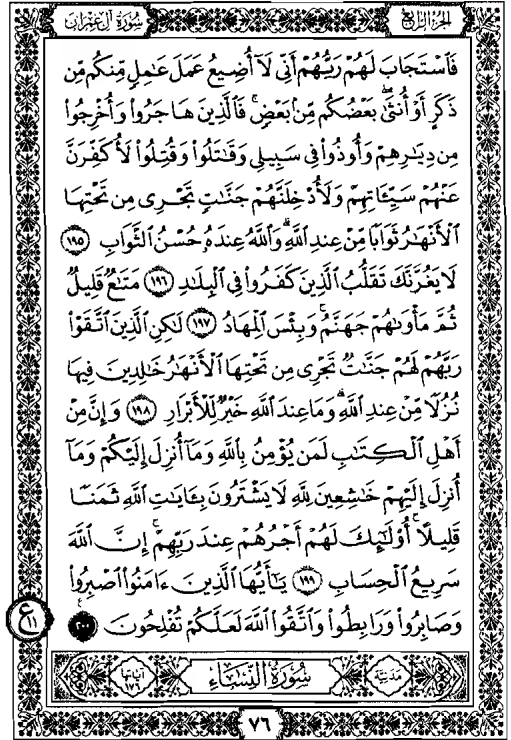 الجزء الرابع
سورة آل عمران
فَٱسْتَجَابَ لَهُمْ رَبُّهُمْ أَنِّي لَآ أُضِيعُ عَمَلَ عَٰمِلٍ مِّنكُم مِّن
ذَكَرٍ أَوْ أُنثَىٰۖ بَعْضُكُم مِّنۢ بَعْضٍۖ فَٱلَّذِينَ هَاجَرُوا۟ وَأُخْرِجُوا۟
مِن دِيَٰرِهِمْ وَأُوذُوا۟ فِي سَبِيلِي وَقَٰتَلُوا۟ وَقُتِلُوا۟ لَأُكَفِّرَنَّ
عَنْهُمْ سَيِّـَٔاتِهِمْ وَلَأُدْخِلَنَّهُمْ جَنَّٰتٍ تَجْرِى مِن تَحْتِهَا
ٱلْأَنْهَٰرُ ثَوَابًا مِّنْ عِندِ ٱللَّهِۗ وَٱللَّهُ عِندَهُۥ حُسْنُ ٱلثَّوَابِ ١٩٥
لَا يَغُرَّنَّكَ تَقَلُّبُ ٱلَّذِينَ كَفَرُوا۟ فِي ٱلْبِلَٰدِ ١٩٦ مَتَٰعٌ قَلِيلٌ
ثُمَّ مَأْوَىٰهُمْ جَهَنَّمُۚ وَبِئْسَ ٱلْمِهَادُ ١٩٧ لَٰكِنِ ٱلَّذِينَ ٱتَّقَوْا۟
رَبَّهُمْ لَهُمْ جَنَّٰتٌ تَجْرِى مِن تَحْتِهَا ٱلْأَنْهَٰرُ خَٰلِدِينَ فِيهَا
نُزُلًا مِّنْ عِندِ ٱللَّهِۗ وَمَا عِندَ ٱللَّهِ خَيْرٌ لِّلْأَبْرَارِ ١٩٨ وَإِنَّ مِنْ
أَهْلِ ٱلْكِتَٰبِ لَمَن يُؤْمِنُ بِٱللَّهِ وَمَآ أُنزِلَ إِلَيْكُمْ وَمَآ
أُنزِلَ إِلَيْهِمْ خَٰشِعِينَ لِلَّهِ لَا يَشْتَرُونَ بِـَٔايَٰتِ ٱللَّهِ ثَمَنًا
قَلِيلًاۗ أُو۟لَٰٓئِكَ لَهُمْ أَجْرُهُمْ عِندَ رَبِّهِمْۗ إِنَّ ٱللَّهَ
سَرِيعُ ٱلْحِسَابِ ١٩٩ يَٰٓأَيُّهَا ٱلَّذِينَ ءَامَنُوا۟ ٱصْبِرُوا۟
وَصَابِرُوا۟ وَرَابِطُوا۟ وَٱتَّقُوا۟ ٱللَّهَ لَعَلَّكُمْ تُفْلِحُونَ ٢٠٠
ع ١١
مدنية سُورَةُ النِّسَاءِ آياتها ١٧٦
٧٦